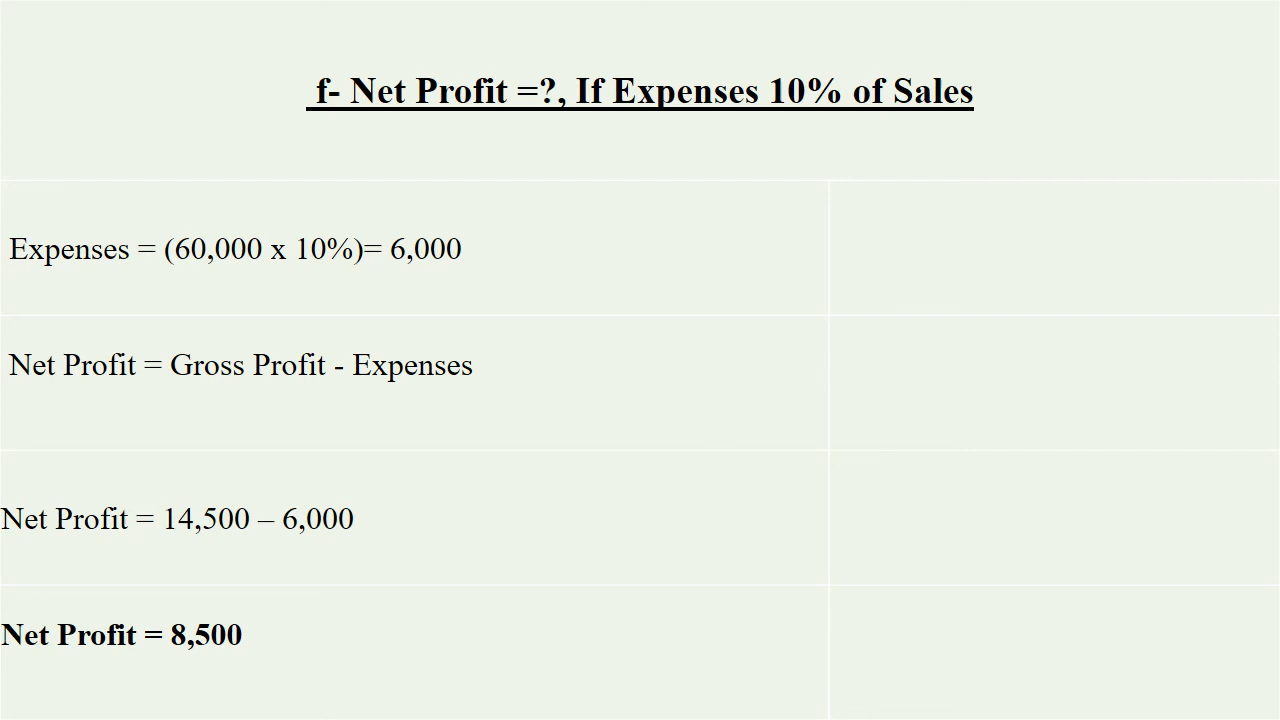 f- Net Profit =?, If Expenses 10% of Sales
Expenses = (60,000 x 10%)= 6,000
Net Profit = Gross Profit - Expenses
Net Profit = 14,500 – 6,000
Net Profit = 8,500